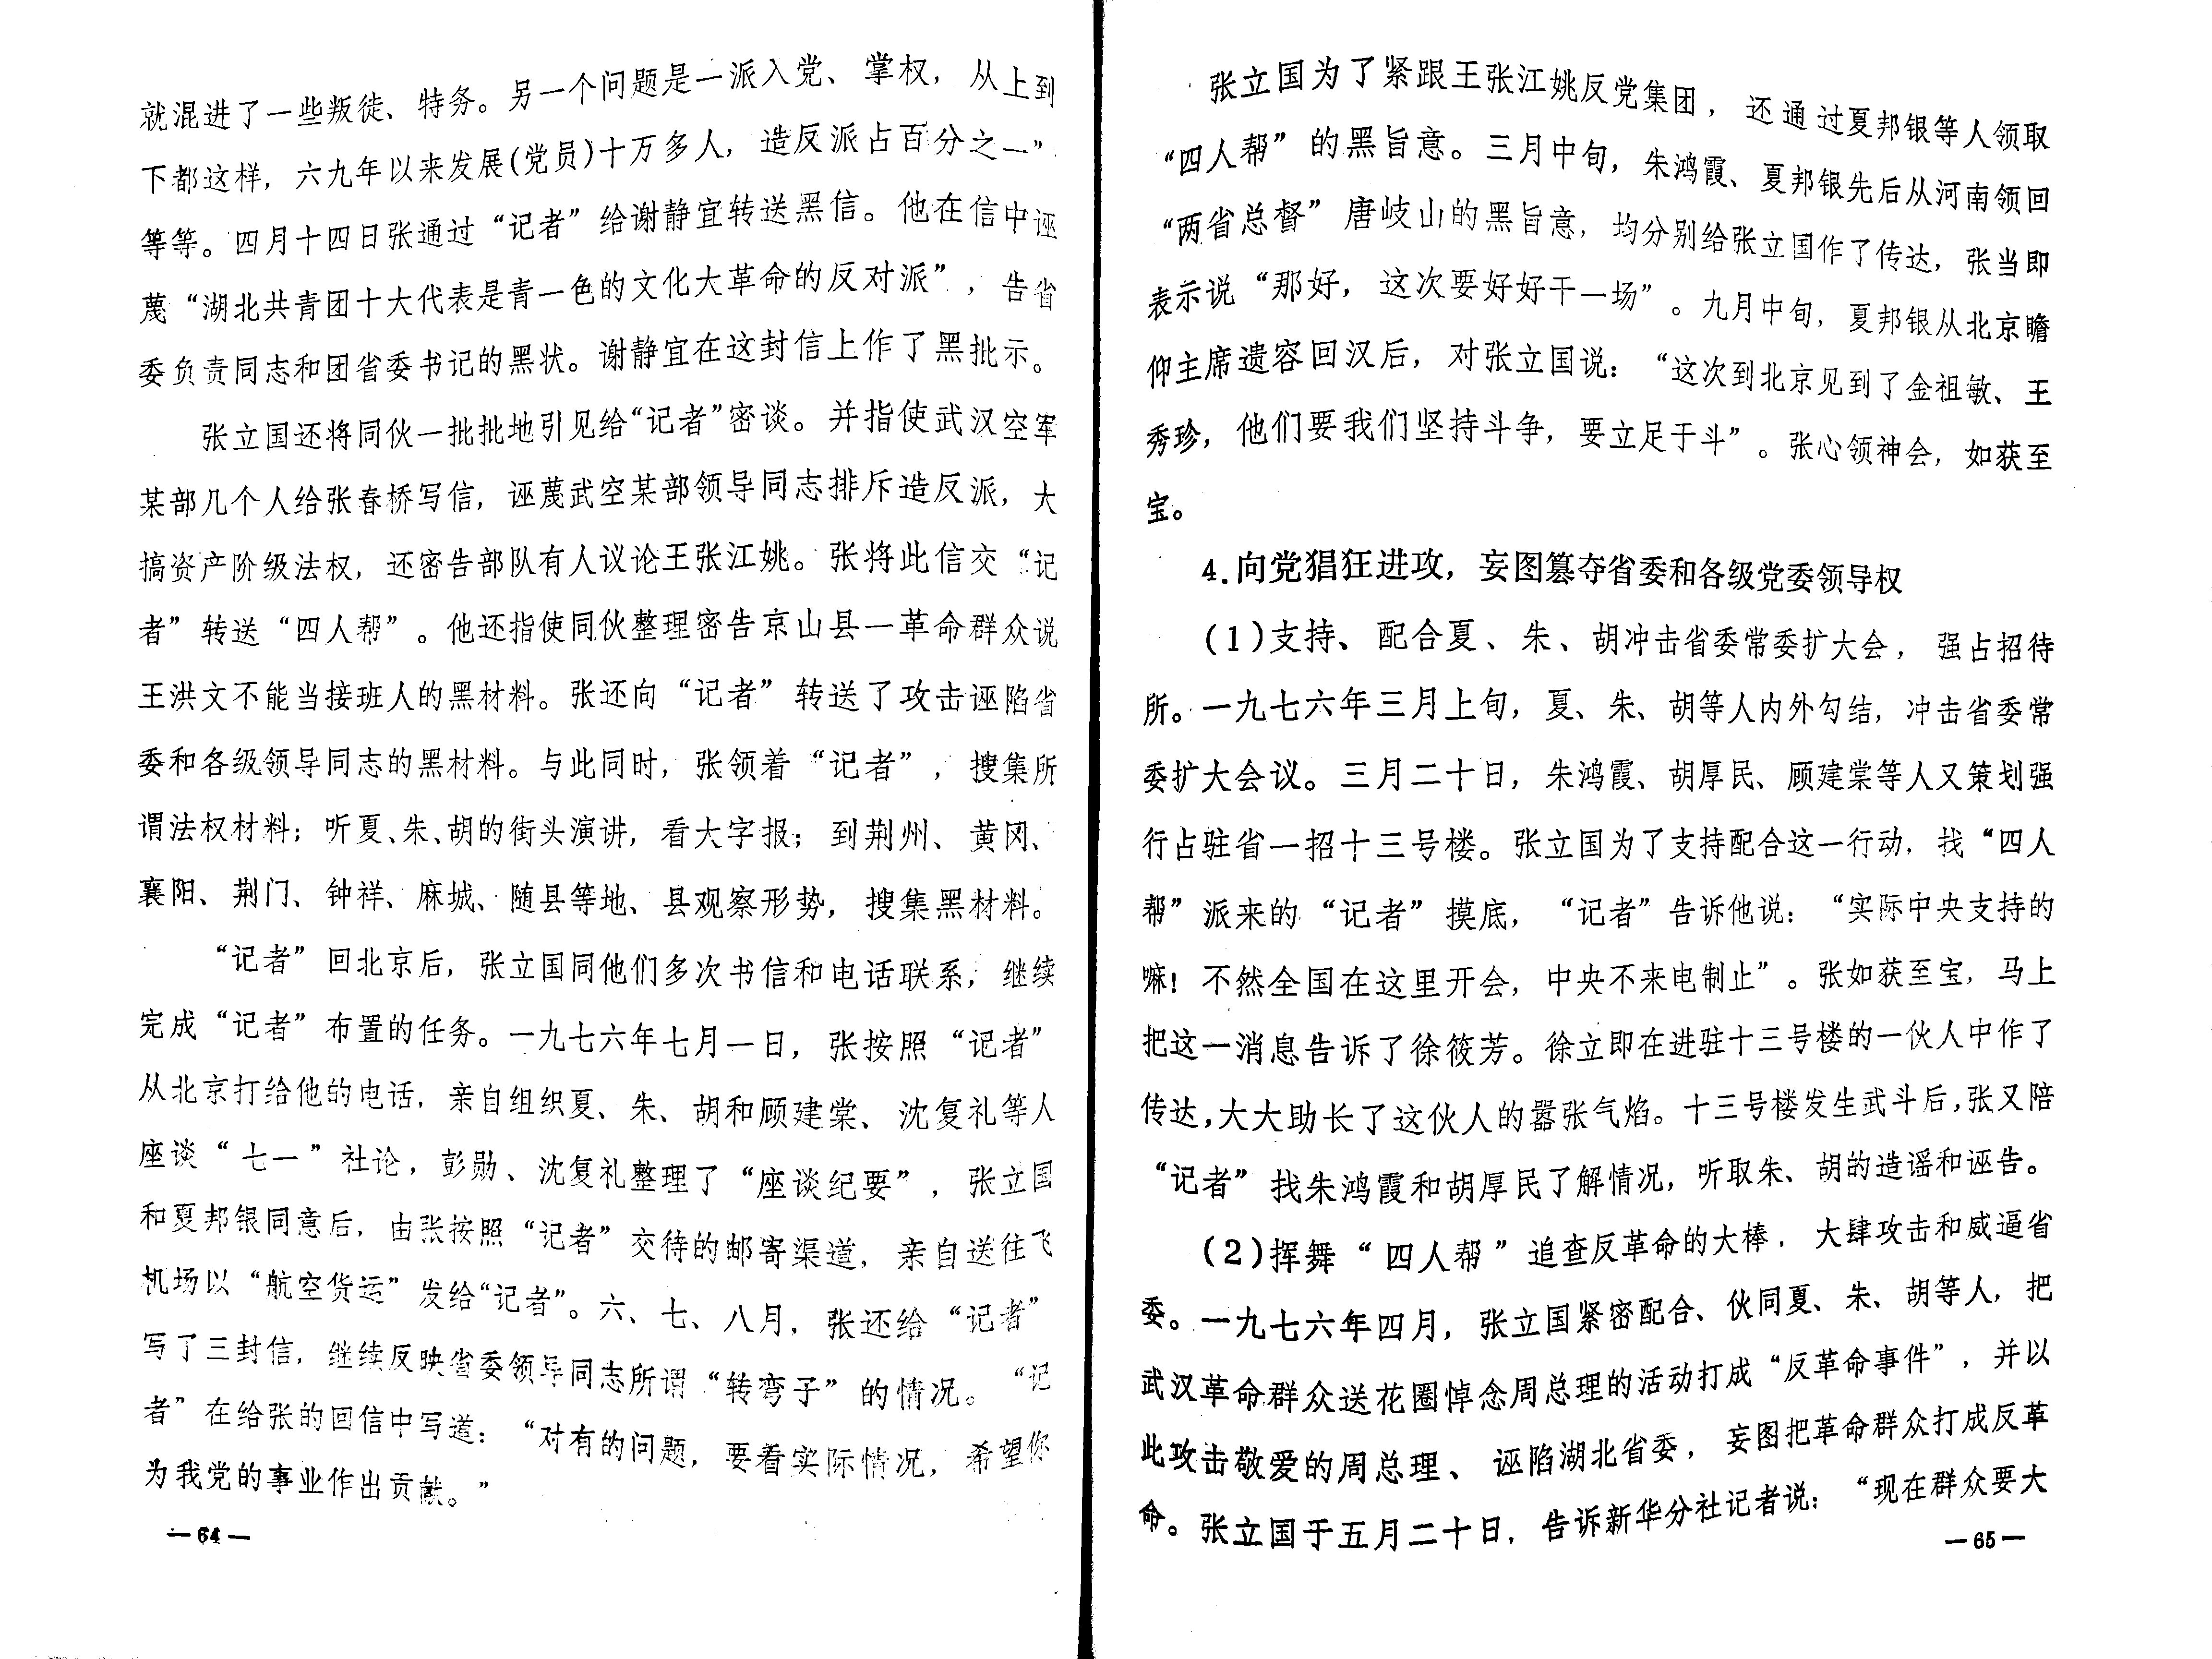 就混进了一些叛徒、特务。另一个问题是一派入党、掌权，从上到
下都这样，六九年以来发展(党员)十万多人，造反派占百分之一”
等等。四月十四日张通过“记者”给谢静宜转送黑信。他在信中诬
蔑“湖北共青团十大代表是青一色的文化大革命的反对派”，告省
委负责同志和团省委书记的黑状。谢静宜在这封信上作了黑批示。
张立国还将同伙一批批地引见给“记者”密谈。并指使武汉空军
某部几个人给张春桥写信，诬蔑武空某部领导同志排斥造反派，大
搞资产阶级法权，还密告部队有人议论王张江姚。张将此信交“记
者”转送“四人帮”。他还指使同伙整理密告京山县一革命群众说
王洪文不能当接班人的黑材料。张还向“记者”转送了攻击诬陷省
委和各级领导同志的黑材料。与此同时，张领着“记者”，搜集所
谓法权材料；听夏、朱、胡的街头演讲，看大字报；到荆州、黄冈、
襄阳、荆门、钟祥、麻城、随县等地、县观察形势，搜集黑材料。
“记者”回北京后，张立国同他们多次书信和电话联系，继续
完成“记者”布置的任务。一九七六年七月一日，张按照“记者”
从北京打给他的电话，亲自组织夏、朱、胡和顾建棠、沈复礼等人
座谈“七一”社论，彭勋、沈复礼整理了“座谈纪要”，张立国
和夏邦银同意后，由张按照“记者”交待的邮寄渠道，亲自送往飞
机场以“航空货运”发给“记者”。六、七、八月，张还给“记者”
写了三封信，继续反映省委领导同志所谓“转弯子”的情况。“记
者”在给张的回信中写道：“对有的问题，要看实际情况，希望你
为我党的事业作出贡献。”
—64—
张立国为了紧跟王张江姚反党集团，还通过夏邦银等人领取
“四人帮”的黑旨意。三月中旬，朱鸿霞、夏邦银先后从河南领回
“两省总督”唐岐山的黑旨意，均分别给张立国作了传达，张当即
表示说“那好，这次要好好干一场”。九月中旬，夏邦银从北京瞻
仰主席遗容回汉后，对张立国说：“这次到北京见到了金祖敏、王
秀珍，他们要我们坚持斗争，要立足于斗”。张心领神会，如获至
宝。
4.向党猖狂进攻，妄图篡夺省委和各级党委领导权
(1)支持、配合夏、朱、胡冲击省委常委扩大会，强占招待
所。一九七六年三月上旬，夏、朱、胡等人内外勾结，冲击省委常
委扩大会议。三月二十日，朱鸿霞、胡厚民、顾建棠等人又策划强
行占驻省一招十三号楼。张立国为了支持配合这一行动，找“四人
帮”派来的“记者”摸底，“记者”告诉他说：“实际中央支持的
嘛！不然全国在这里开会，中央不来电制止”。张如获至宝，马上
把这一消息告诉了徐筱芳。徐立即在进驻十三号楼的一伙人中作了
传达，大大助长了这伙人的嚣张气焰。十三号楼发生武斗后，张又陪
“记者”找朱鸿霞和胡厚民了解情况，听取朱、胡的造谣和诬告。
(2)挥舞“四人帮”追查反革命的大棒，大肆攻击和威逼省
委。一九七六年四月，张立国紧密配合、伙同夏、朱、胡等人，把
武汉革命群众送花圈悼念周总理的活动打成“反革命事件”，并以
此攻击敬爱的周总理、诬陷湖北省委，妄图把革命群众打成反革
命。张立国于五月二十日，告诉新华分社记者说：“现在群众要大
—65—